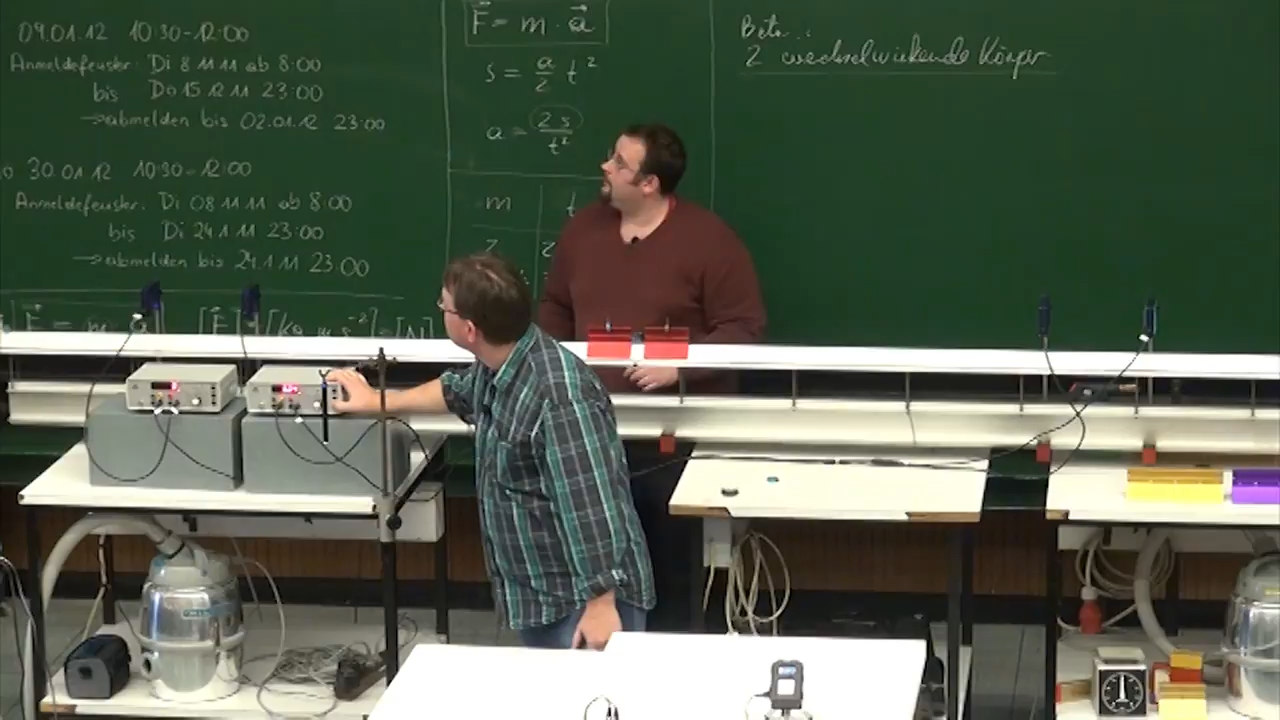 09.01.12 10:30-12:00
Anmeldefenster: Di 8 11 11 ab 8:00
bis Do 15 12 11 23:00
→abmelden bis 02.01.12 23:00
30.01.12 10:30-12:00
Anmeldefenster: Di 08 11 11 ab 8:00
bis Di 24 1 11 23:00
→abmelden bis 24.1 11 23:00
F⃗ = m · a⃗
s = a/2 t²
a = 2s/t²
m t
2 2
2 wechselwirkende Körper